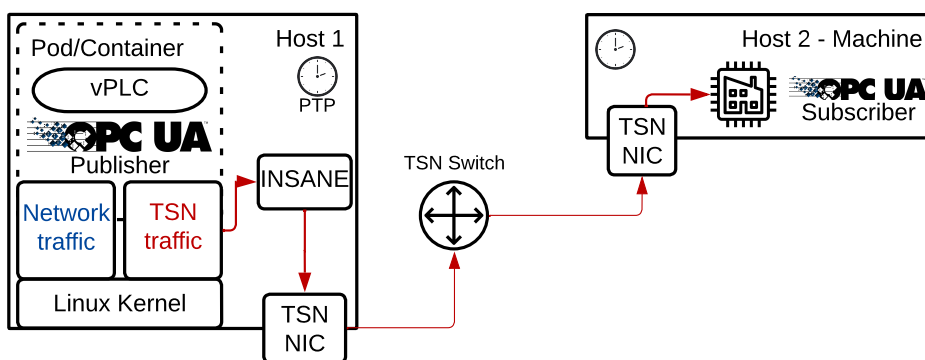 Pod/Container
vPLC
OPC UA
Publisher
Network
traffic
TSN
traffic
Linux Kernel
Host 1
PTP
INSANE
TSN
NIC
TSN Switch
Host 2 - Machine
OPC UA
Subscriber
TSN
NIC